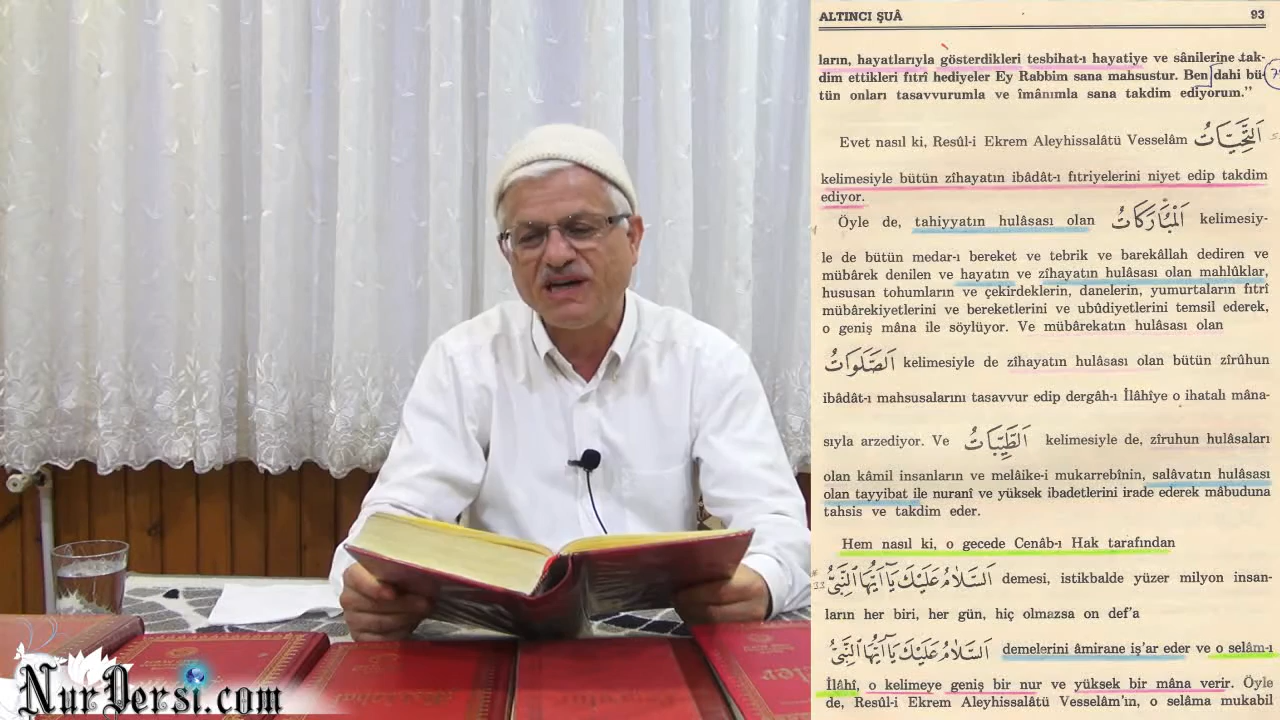 ALTINCI ŞUÂ 93
ların, hayatlarıyla gösterdikleri tesbihat-ı hayatiye ve sânilerine tak-
dim ettikleri fıtrî hediyeler Ey Rabbim sana mahsustur. Ben dahi bü-
tün onları tasavvurumla ve îmânımla sana takdim ediyorum."
Evet nasıl ki, Resûl-i Ekrem Aleyhissalâtü Vesselâm اَلتَّحِيَّاتُ
kelimesiyle bütün zîhayatın ibâdât-ı fıtriyelerini niyet edip takdim
ediyor.
Öyle de, tahiyyatın hulâsası olan اَلْمُبَارَكَاتُ kelimesiy-
le de bütün medar-ı bereket ve tebrik ve barekâllah dediren ve
mübârek denilen ve hayatın ve zîhayatın hulâsası olan mahlûklar,
hususan tohumların ve çekirdeklerin, danelerin, yumurtaların fıtrî
mübârekiyetlerini ve bereketlerini ve ubûdiyetlerini temsil ederek,
o geniş mâna ile söylüyor. Ve mübârekatın hulâsası olan
اَلصَّلَوَاتُ kelimesiyle de zîhayatın hulâsası olan bütün zîrûhun
ibâdât-ı mahsusalarını tasavvur edip dergâh-ı İlâhîye o ihatalı mâna-
sıyla arzediyor. Ve اَلطَّيِّبَاتُ kelimesiyle de, zîruhun hulâsaları
olan kâmil insanların ve melâike-i mukarrebînin, salâvatın hulâsası
olan tayyibat ile nuranî ve yüksek ibadetlerini irade ederek mâbuduna
tahsis ve takdim eder.
Hem nasıl ki, o gecede Cenâb-ı Hak tarafından
اَلسَّلَامُ عَلَيْكَ يَا اَيُّهَا النَّبِىُّ demesi, istikbalde yüzer milyon insan-
ların her biri, her gün, hiç olmazsa on def'a
اَلسَّلَامُ عَلَيْكَ يَا اَيُّهَا النَّبِىُّ demelerini âmirane iş'ar eder ve o selâm-ı
İlâhî, o kelimeye geniş bir nur ve yüksek bir mâna verir. Öyle
de, Resûl-i Ekrem Aleyhissalâtü Vesselâm'ın, o selâma mukabil
NurDersi.com